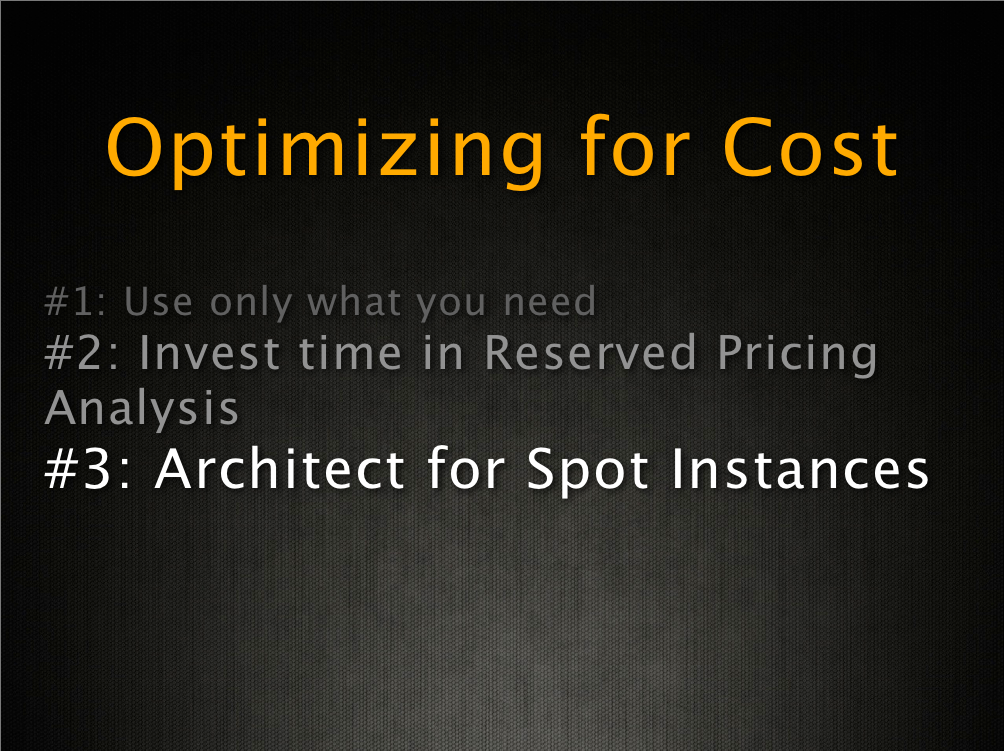 Optimizing for Cost
#1: Use only what you need
#2: Invest time in Reserved Pricing
Analysis
#3: Architect for Spot Instances